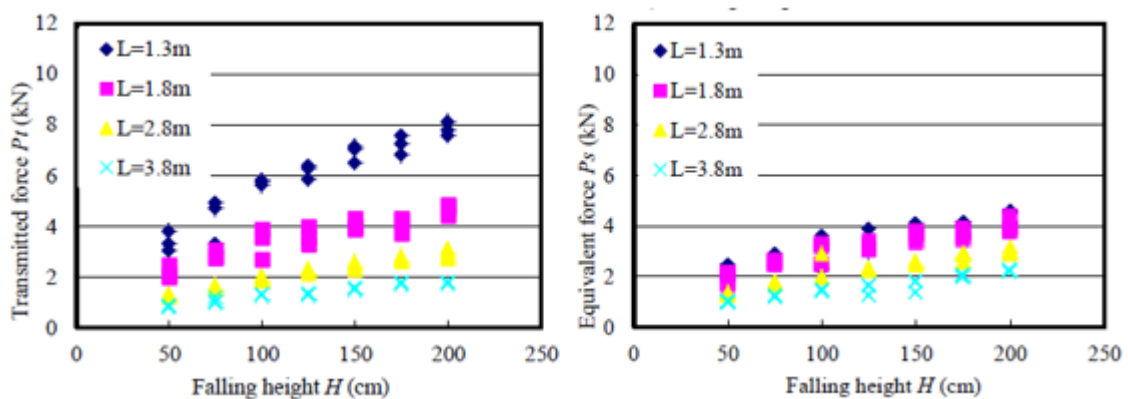 12
10
8
6
4
2
0
Transmitted force Pt (kN)
L=1.3m
L=1.8m
L=2.8m
L=3.8m
0 50 100 150 200 250
Falling height H (cm)
12
10
8
6
4
2
0
Equivalent force Ps (kN)
L=1.3m
L=1.8m
L=2.8m
L=3.8m
0 50 100 150 200 250
Falling height H (cm)